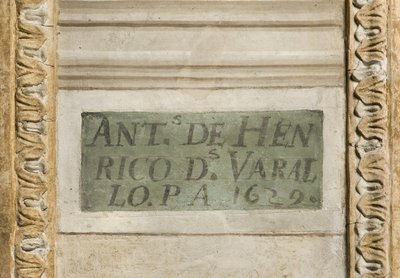 ANT.S DE HEN
RICO D.S VARAL
LO. P A 1629.